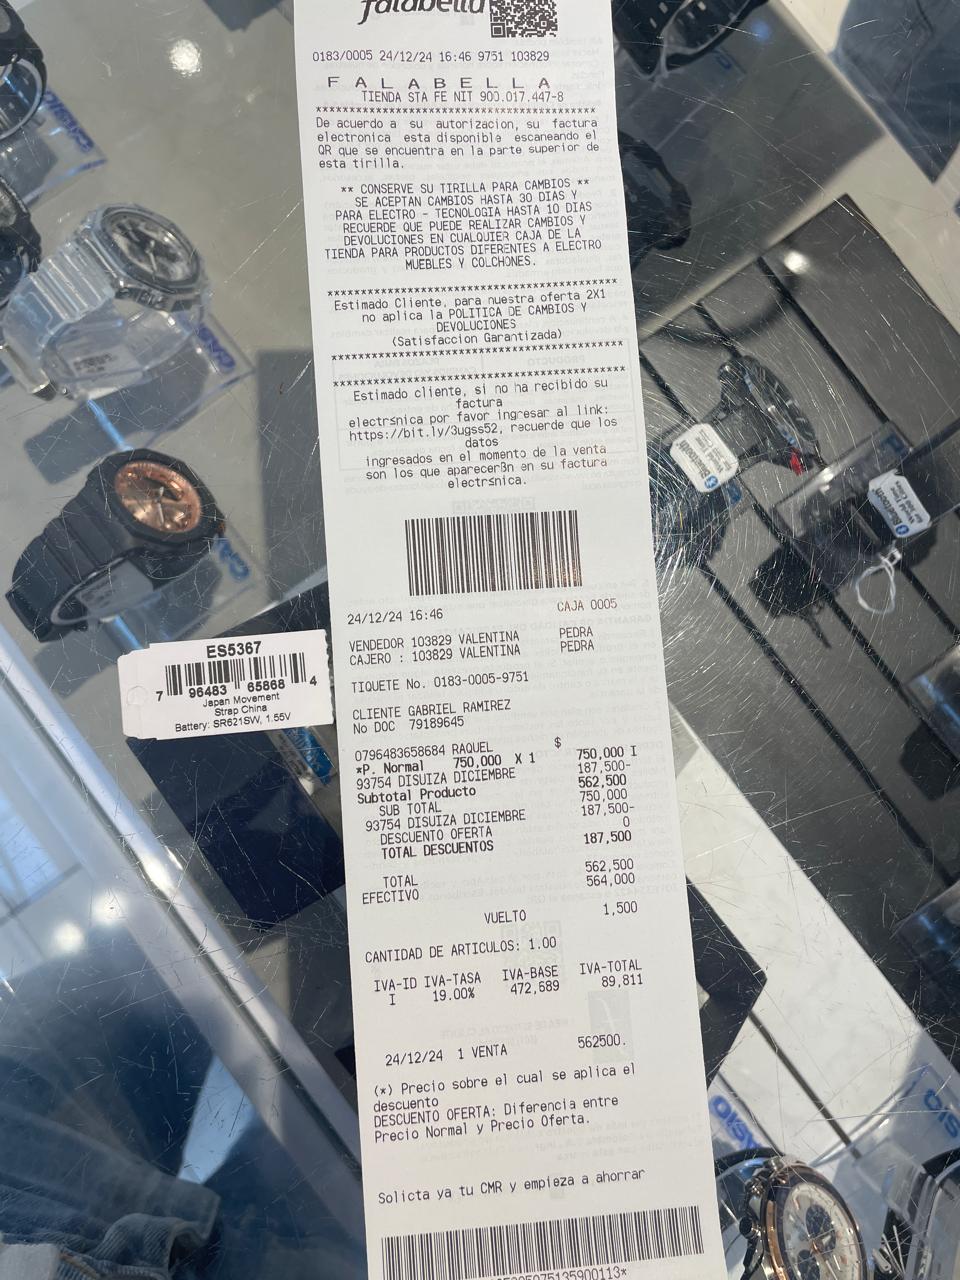 falabella
0183/0005 24/12/24 16:46 9751 103829
F A L A B E L L A
TIENDA STA FE NIT 900.017.447-8
****************************************
De acuerdo a su autorizacion, su factura
electronica esta disponible escaneando el
QR que se encuentra en la parte superior de
esta tirilla.
** CONSERVE SU TIRILLA PARA CAMBIOS **
SE ACEPTAN CAMBIOS HASTA 30 DIAS Y
PARA ELECTRO - TECNOLOGIA HASTA 10 DIAS
RECUERDE QUE PUEDE REALIZAR CAMBIOS Y
DEVOLUCIONES EN CUALQUIER CAJA DE LA
TIENDA PARA PRODUCTOS DIFERENTES A ELECTRO
MUEBLES Y COLCHONES.
****************************************
Estimado Cliente, para nuestra oferta 2X1
no aplica la POLITICA DE CAMBIOS Y
DEVOLUCIONES
(Satisfaccion Garantizada)
****************************************
****************************************
Estimado cliente, si no ha recibido su
factura
electrśnica por favor ingresar al link:
https://bit.ly/3ugss52, recuerde que los
datos
ingresados en el momento de la venta
son los que aparecer3n en su factura
electrśnica.
24/12/24 16:46 CAJA 0005
VENDEDOR 103829 VALENTINA PEDRA
CAJERO : 103829 VALENTINA PEDRA
TIQUETE No. 0183-0005-9751
CLIENTE GABRIEL RAMIREZ
No DOC 79189645
$
0796483658684 RAQUEL 750,000 I
*P. Normal 750,000 X 1
93754 DISUIZA DICIEMBRE 187,500-
Subtotal Producto 562,500
SUB TOTAL 750,000
93754 DISUIZA DICIEMBRE 187,500-
DESCUENTO OFERTA 0
TOTAL DESCUENTOS 187,500
TOTAL 562,500
EFECTIVO 564,000
VUELTO 1,500
CANTIDAD DE ARTICULOS: 1.00
IVA-ID IVA-TASA IVA-BASE IVA-TOTAL
I 19.00% 472,689 89,811
24/12/24 1 VENTA 562500.
(*) Precio sobre el cual se aplica el
descuento
DESCUENTO OFERTA: Diferencia entre
Precio Normal y Precio Oferta.
Solicta ya tu CMR y empieza a ahorrar
ES5367
7 96483 65868 4
Japan Movement
Strap China
Battery: SR621SW, 1.55V
Bluetooth
Bluetooth
CASIO
CASIO